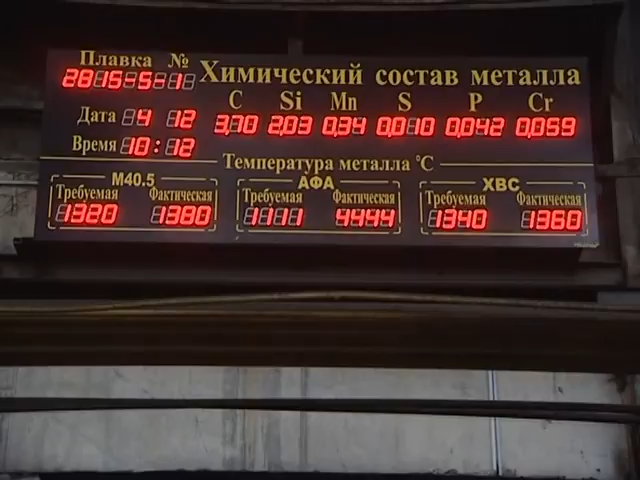 Плавка №
2815-5-1
Химический состав металла
Дата 4 12
C Si Mn S P Cr
3,70 2,03 0,34 0,010 0,042 0,059
Время 10:12
Температура металла °C
М40.5 АФА ХВС
Требуемая Фактическая Требуемая Фактическая Требуемая Фактическая
1320 1380 1111 4444 1340 1360